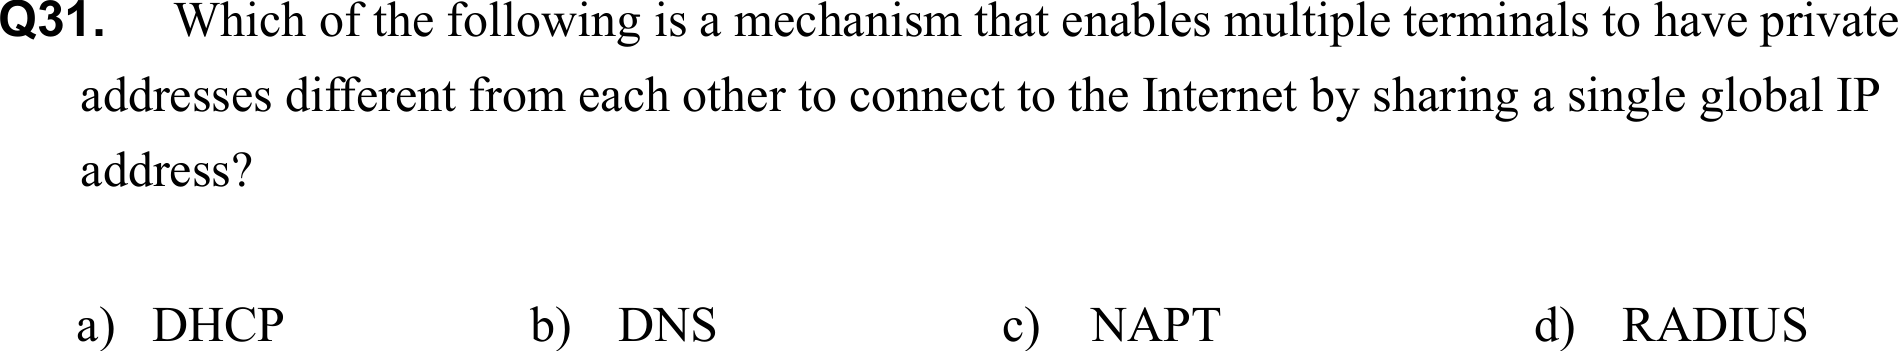 Q31. Which of the following is a mechanism that enables multiple terminals to have private
addresses different from each other to connect to the Internet by sharing a single global IP
address?
a) DHCP b) DNS c) NAPT d) RADIUS